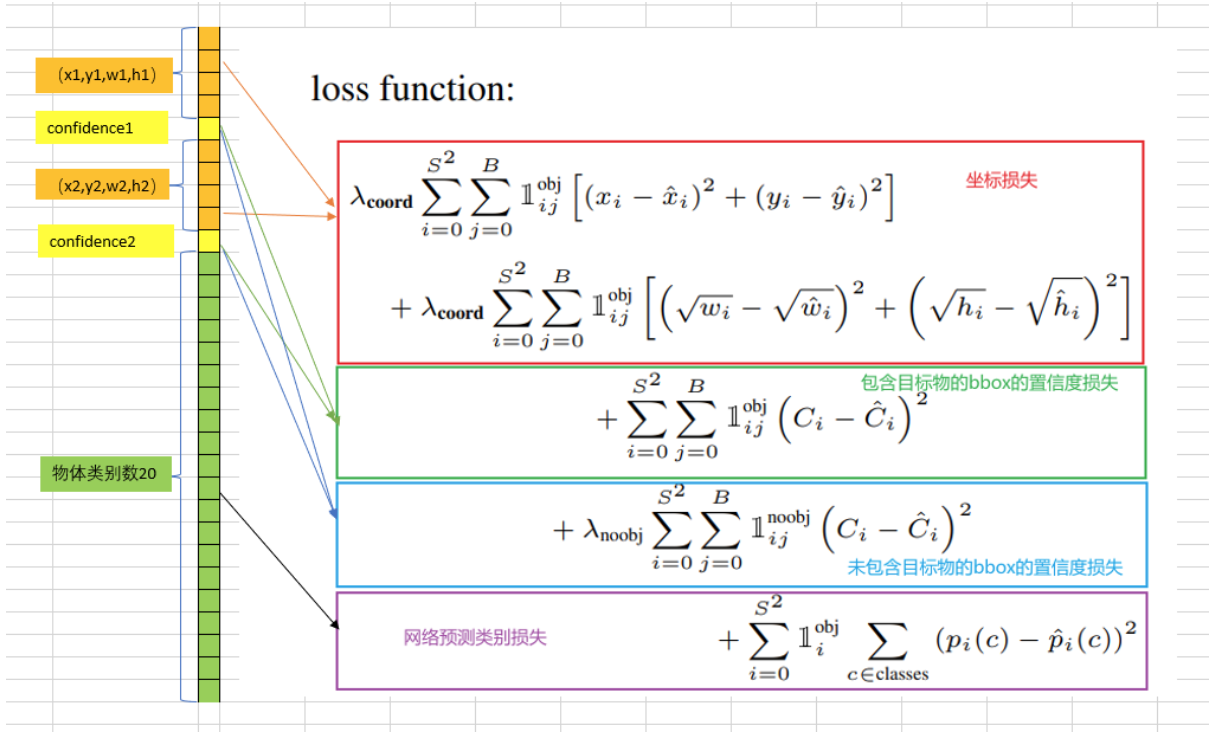 （x1,y1,w1,h1）
confidence1
（x2,y2,w2,h2）
confidence2
物体类别数20
loss function:
坐标损失
$\lambda_{\textbf{coord}} \sum_{i=0}^{S^2} \sum_{j=0}^{B} \mathbb{1}_{ij}^{\text{obj}} \left[ (x_i - \hat{x}_i)^2 + (y_i - \hat{y}_i)^2 \right]$
$+ \lambda_{\textbf{coord}} \sum_{i=0}^{S^2} \sum_{j=0}^{B} \mathbb{1}_{ij}^{\text{obj}} \left[ \left( \sqrt{w_i} - \sqrt{\hat{w}_i} \right)^2 + \left( \sqrt{h_i} - \sqrt{\hat{h}_i} \right)^2 \right]$
包含目标物的bbox的置信度损失
$+ \sum_{i=0}^{S^2} \sum_{j=0}^{B} \mathbb{1}_{ij}^{\text{obj}} \left( C_i - \hat{C}_i \right)^2$
$+ \lambda_{\text{noobj}} \sum_{i=0}^{S^2} \sum_{j=0}^{B} \mathbb{1}_{ij}^{\text{noobj}} \left( C_i - \hat{C}_i \right)^2$
未包含目标物的bbox的置信度损失
网络预测类别损失
$+ \sum_{i=0}^{S^2} \mathbb{1}_{i}^{\text{obj}} \sum_{c \in \text{classes}} (p_i(c) - \hat{p}_i(c))^2$